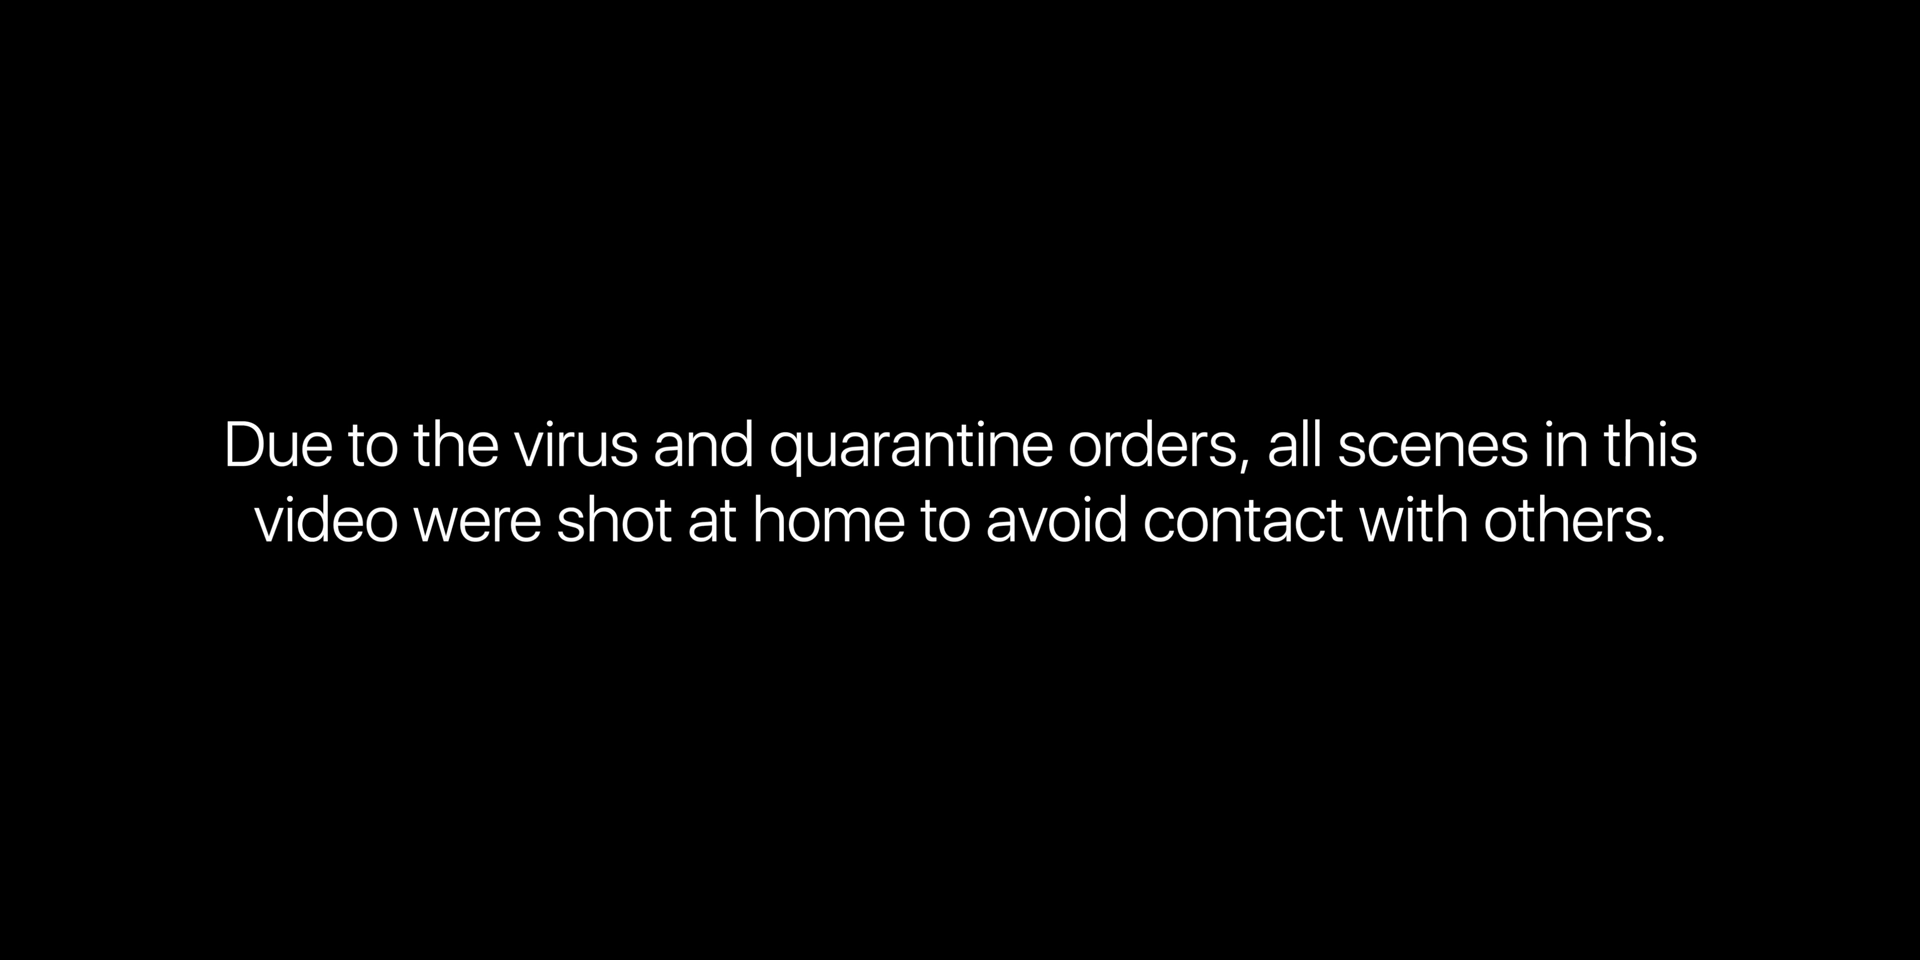 Due to the virus and quarantine orders, all scenes in this
video were shot at home to avoid contact with others.